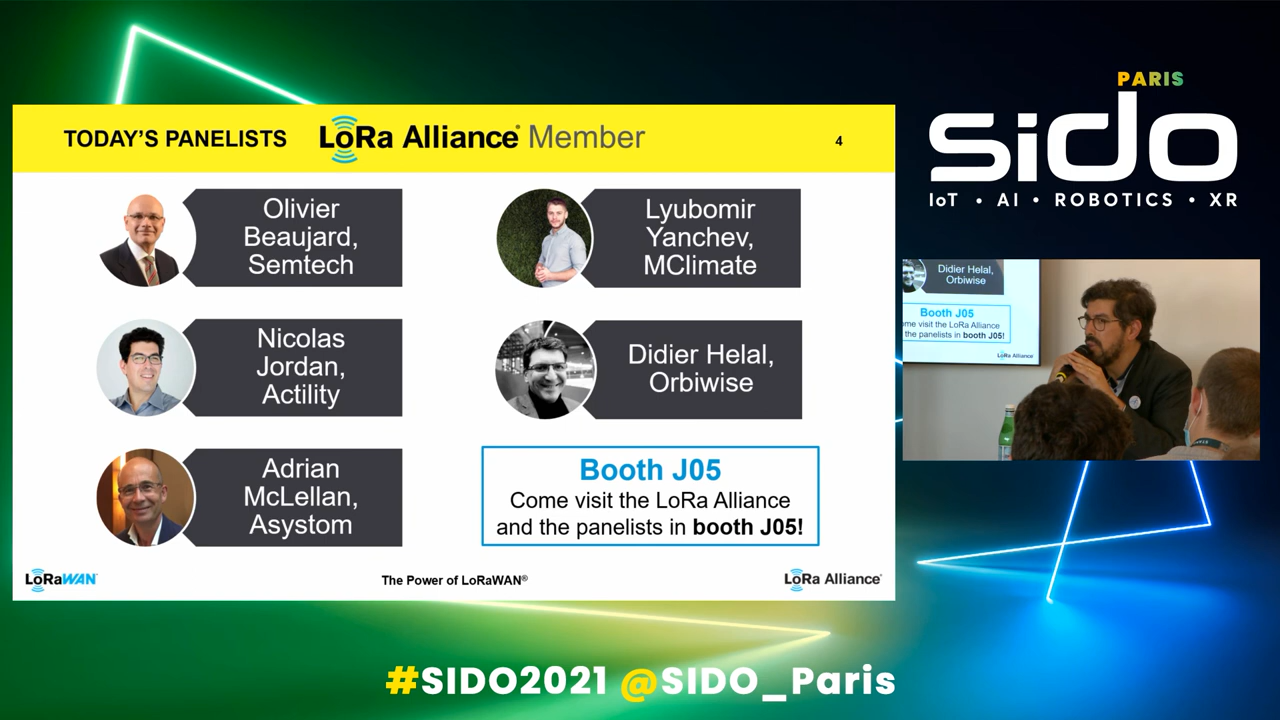 TODAY'S PANELISTS
LoRa Alliance® Member
4
Olivier
Beaujard,
Semtech
Lyubomir
Yanchev,
MClimate
Nicolas
Jordan,
Actility
Didier Helal,
Orbiwise
Adrian
McLellan,
Asystom
Booth J05
Come visit the LoRa Alliance
and the panelists in booth J05!
LoRaWAN
The Power of LoRaWAN®
LoRa Alliance®
PARIS
sido
IoT • AI • ROBOTICS • XR
Didier Helal,
Orbiwise
Booth J05
ome visit the LoRa Alliance
the panelists in booth J05!
LoRa Alliance
#SIDO2021 @SIDO_Paris